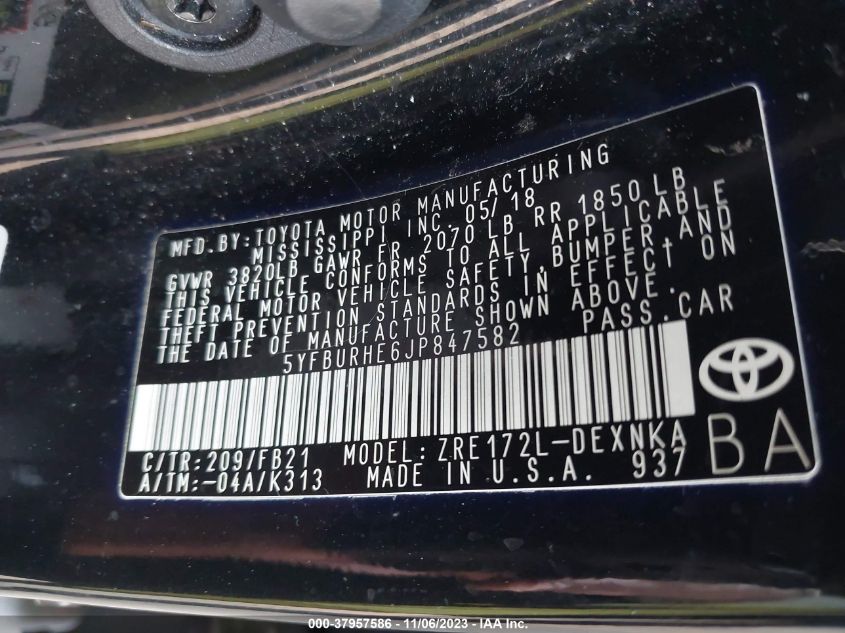 MFD. BY: TOYOTA MOTOR MANUFACTURING
MISSISSIPPI INC 05/18
GVWR 3820LB GAWR FR 2070 LB RR 1850 LB
THIS VEHICLE CONFORMS TO ALL APPLICABLE
FEDERAL MOTOR VEHICLE SAFETY, BUMPER, AND
THEFT PREVENTION STANDARDS IN EFFECT ON
THE DATE OF MANUFACTURE SHOWN ABOVE.
5YFBURHE6JP847582 PASS. CAR
C/TR: 209/FB21 MODEL: ZRE172L-DEXNKA
A/TM: -04A/K313 MADE IN U.S.A. 937
BA
000-37957586 - 11/06/2023 - IAA Inc.